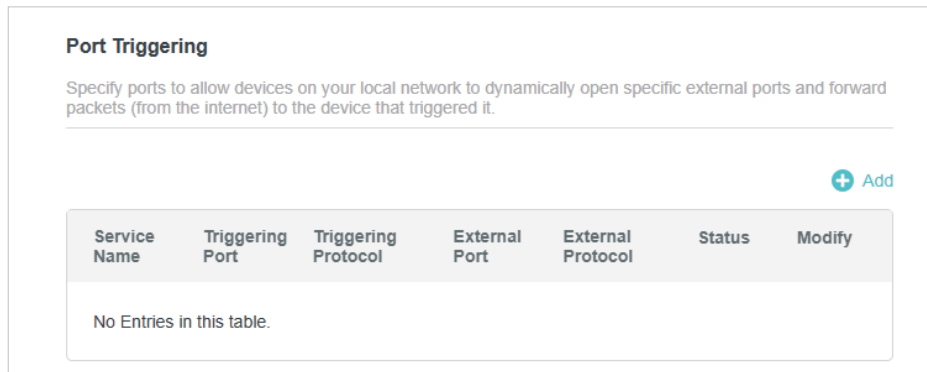 Port Triggering
Specify ports to allow devices on your local network to dynamically open specific external ports and forward
packets (from the internet) to the device that triggered it.
Add
Service Name Triggering Port Triggering Protocol External Port External Protocol Status Modify
No Entries in this table.